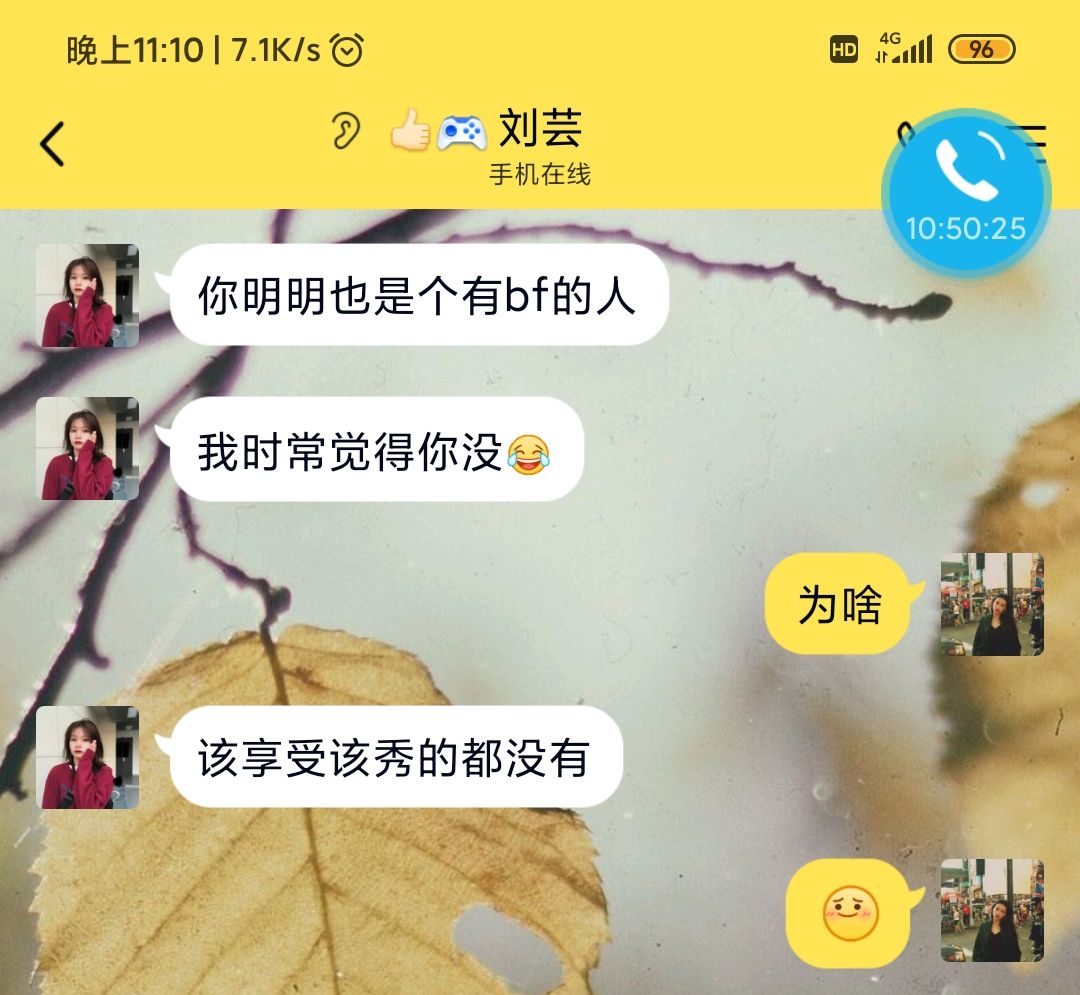 晚上11:10 | 7.1K/s
HD 4G 96
👍🎮 刘芸
手机在线
10:50:25
你明明也是个有bf的人
我时常觉得你没😂
为啥
该享受该秀的都没有